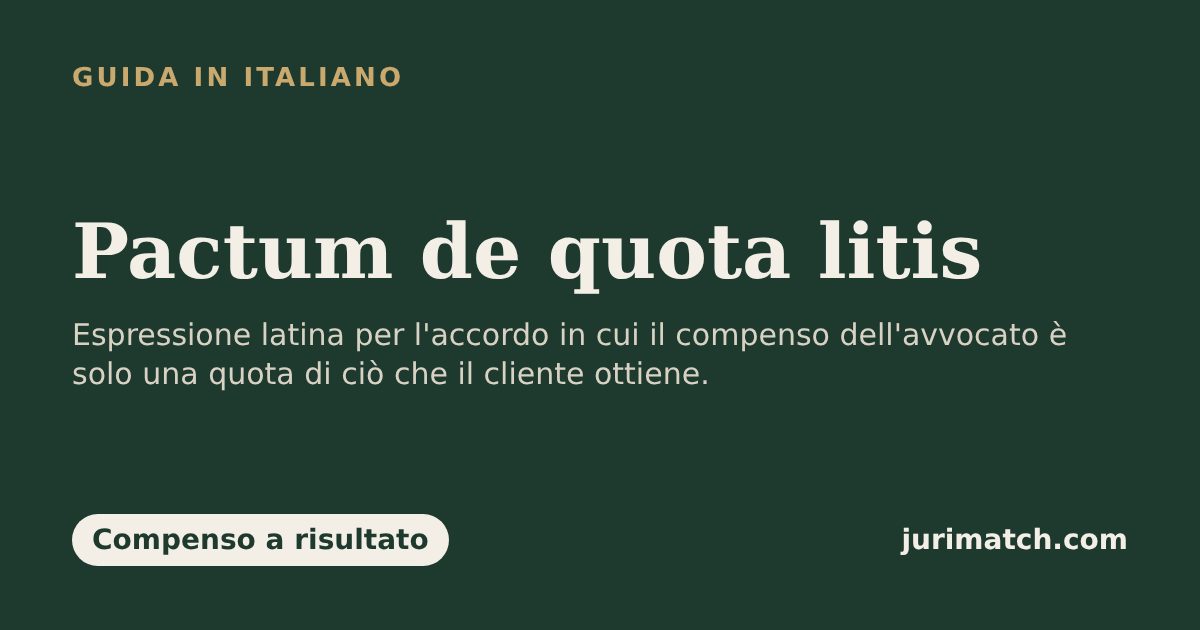 GUIDA IN ITALIANO
Pactum de quota litis
Espressione latina per l'accordo in cui il compenso dell'avvocato è
solo una quota di ciò che il cliente ottiene.
Compenso a risultato
jurimatch.com